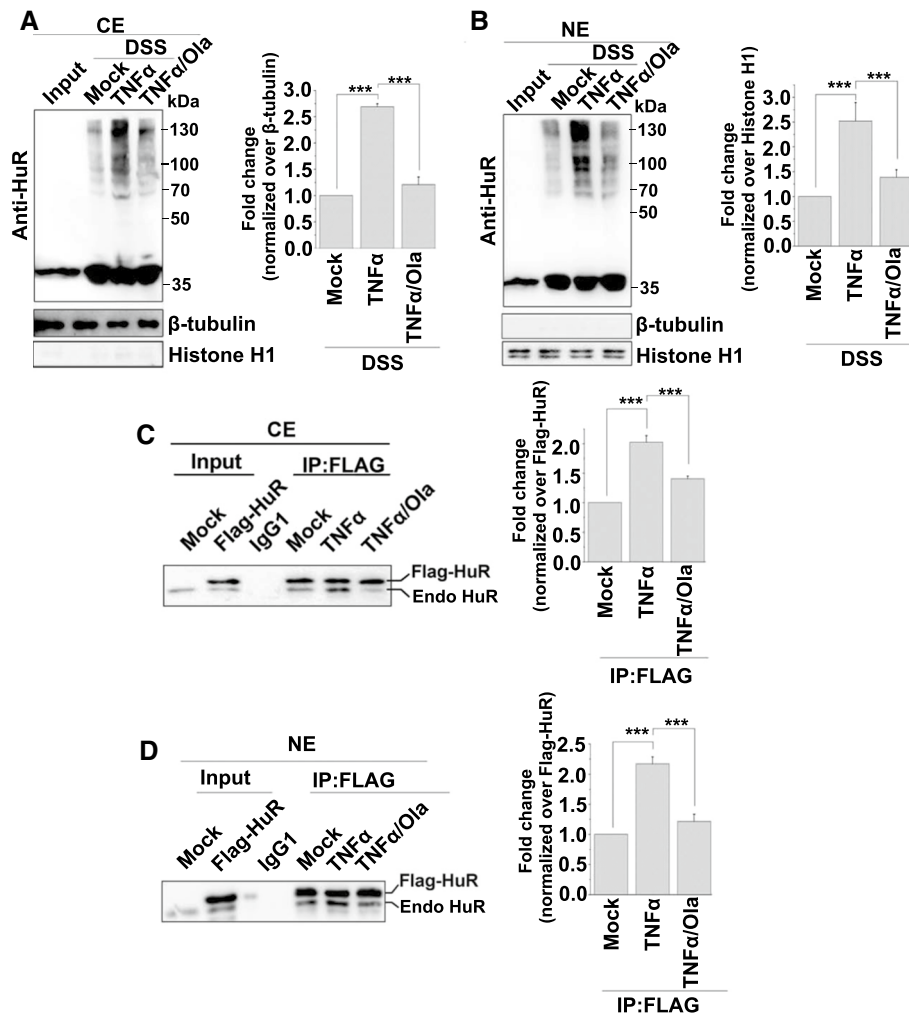 A
CE
DSS
Input
Mock
TNFα
TNFα/Ola
kDa
130
100
70
50
35
Anti-HuR
β-tubulin
Histone H1
Fold change
(normalized over β-tubulin)
3.0
2.5
2.0
1.5
1.0
0.5
0.0
***
***
Mock
TNFα
TNFα/Ola
DSS
B
NE
DSS
Input
Mock
TNFα
TNFα/Ola
kDa
130
100
70
50
35
Anti-HuR
β-tubulin
Histone H1
Fold change
(normalized over Histone H1)
3.0
2.5
2.0
1.5
1.0
0.5
0.0
***
***
Mock
TNFα
TNFα/Ola
DSS
C
CE
Input
IP:FLAG
Mock
Flag-HuR
IgG1
Mock
TNFα
TNFα/Ola
Flag-HuR
Endo HuR
Fold change
(normalized over Flag-HuR)
2.0
1.5
1.0
0.5
0.0
***
***
Mock
TNFα
TNFα/Ola
IP:FLAG
D
NE
Input
IP:FLAG
Mock
Flag-HuR
IgG1
Mock
TNFα
TNFα/Ola
Flag-HuR
Endo HuR
Fold change
(normalized over Flag-HuR)
2.5
2.0
1.5
1.0
0.5
0.0
***
***
Mock
TNFα
TNFα/Ola
IP:FLAG